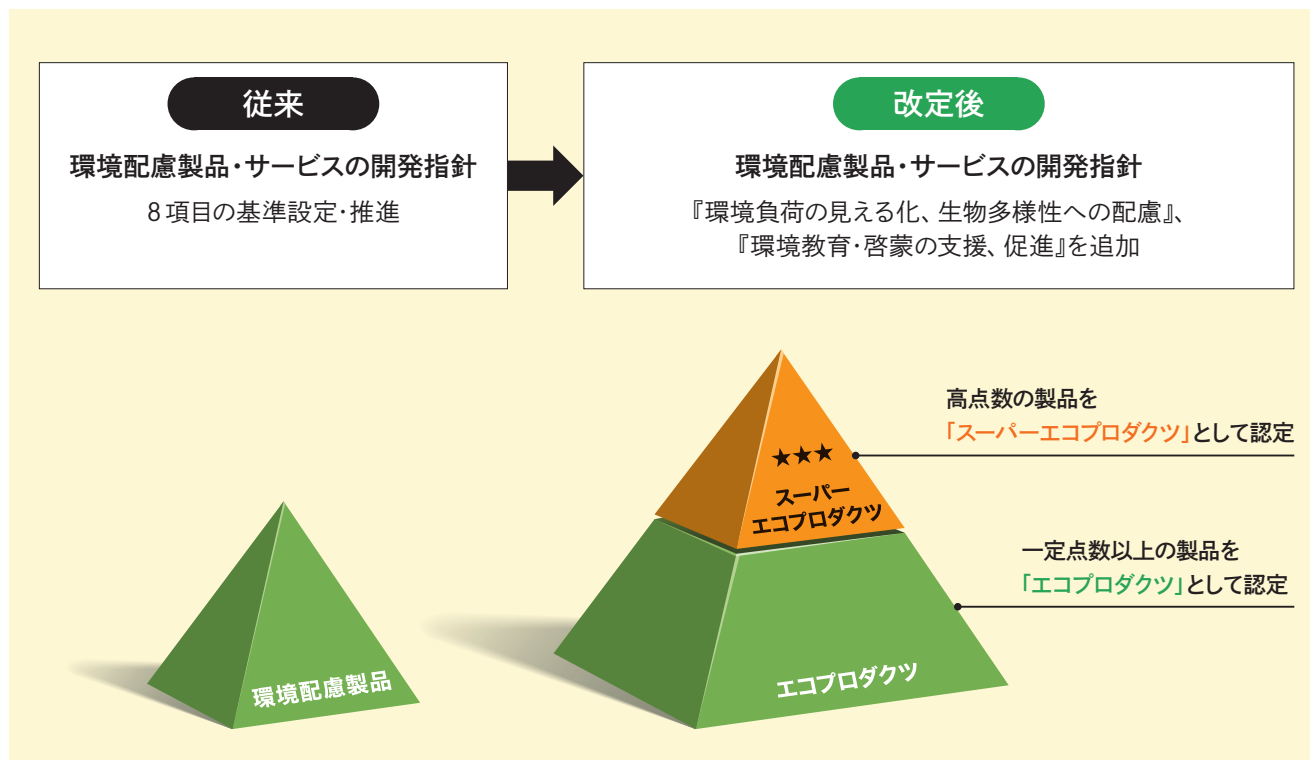 従来
環境配慮製品・サービスの開発指針
8項目の基準設定・推進
改定後
環境配慮製品・サービスの開発指針
『環境負荷の見える化、生物多様性への配慮』、
『環境教育・啓蒙の支援、促進』を追加
高点数の製品を
「スーパーエコプロダクツ」として認定
★★★
スーパー
エコプロダクツ
一定点数以上の製品を
「エコプロダクツ」として認定
環境配慮製品
エコプロダクツ